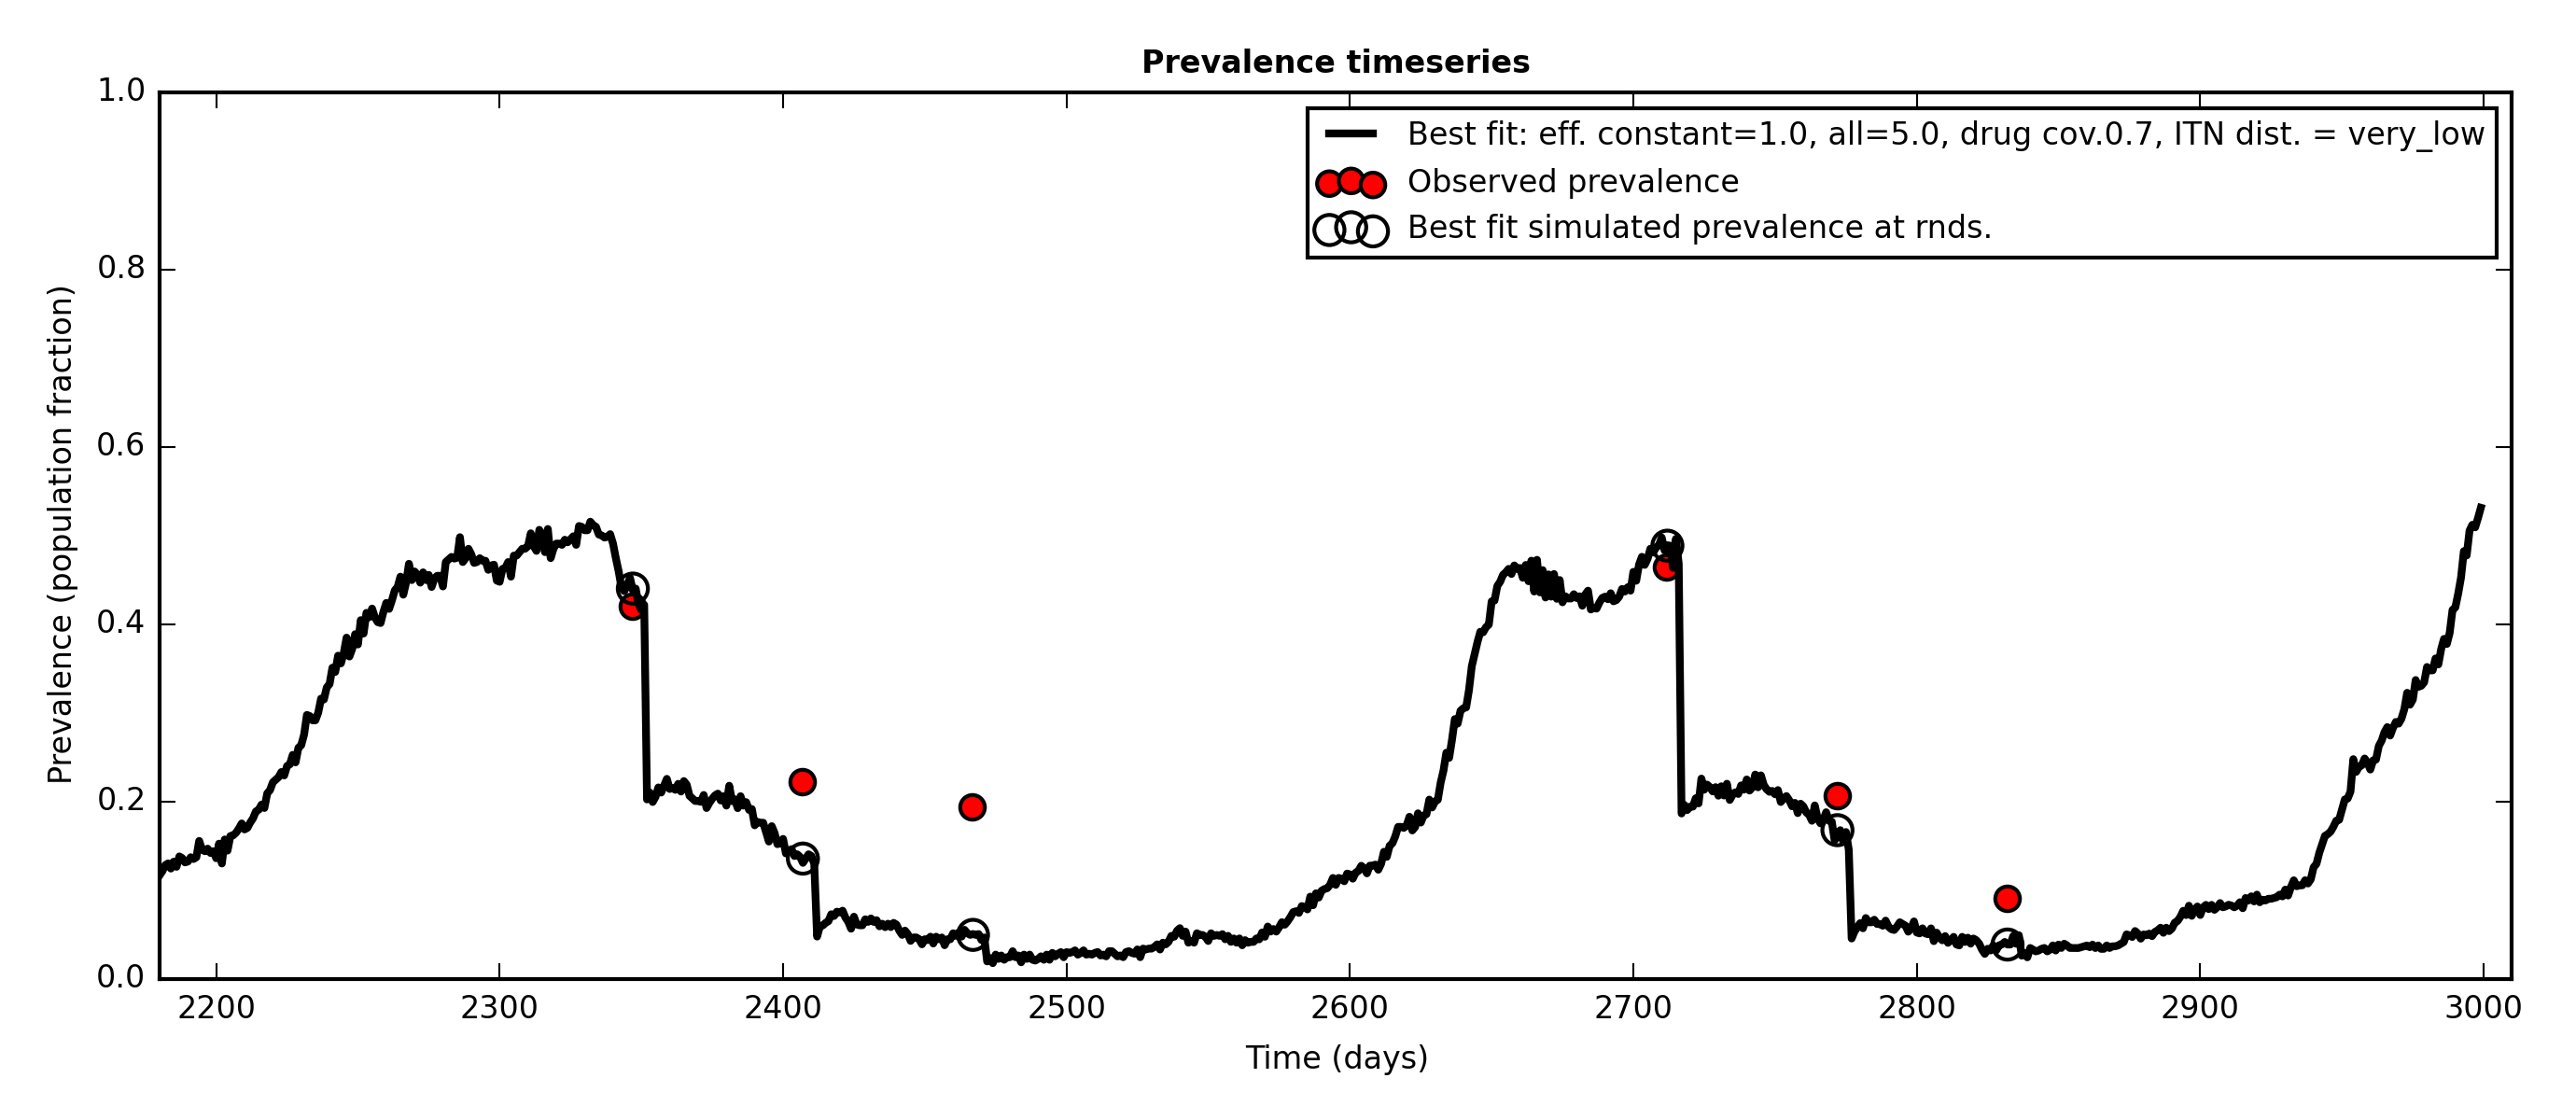 Prevalence timeseries
1.0
0.8
0.6
0.4
0.2
0.0
Prevalence (population fraction)
Best fit: eff. constant=1.0, all=5.0, drug cov.0.7, ITN dist. = very_low
Observed prevalence
Best fit simulated prevalence at rnds.
2200 2300 2400 2500 2600 2700 2800 2900 3000
Time (days)